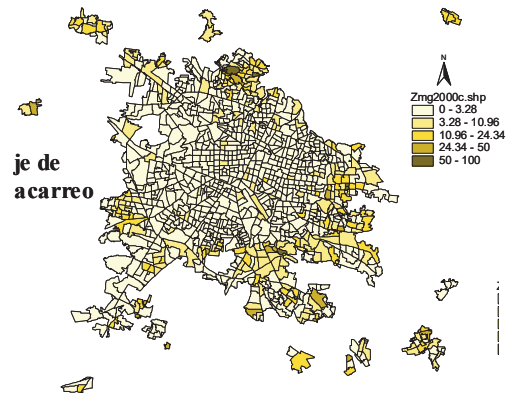 N
Zmg2000c.shp
0 - 3.28
3.28 - 10.96
10.96 - 24.34
24.34 - 50
50 - 100
je de
acarreo